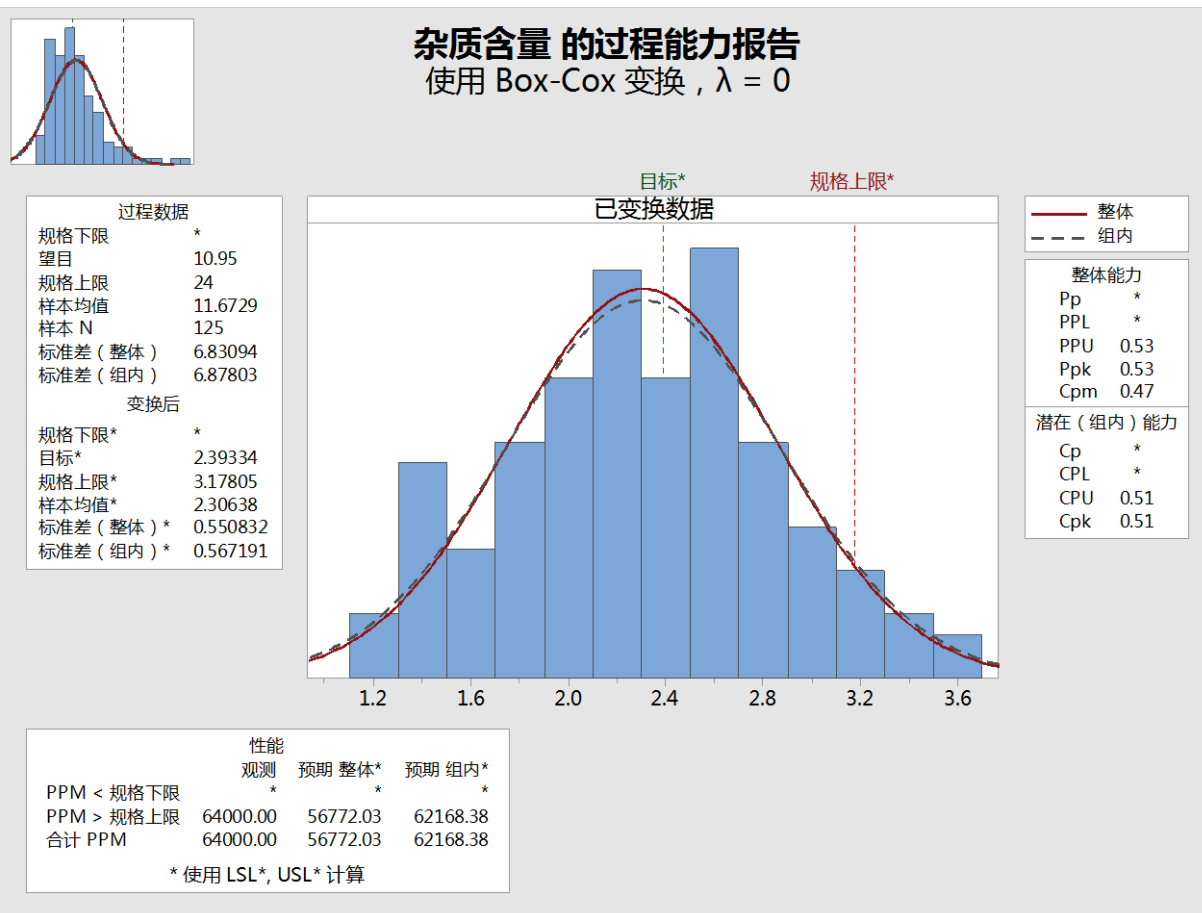 杂质含量 的过程能力报告
使用 Box-Cox 变换，λ = 0
目标* 规格上限*
已变换数据
过程数据
规格下限 *
望目 10.95
规格上限 24
样本均值 11.6729
样本 N 125
标准差（整体） 6.83094
标准差（组内） 6.87803
变换后
规格下限* *
目标* 2.39334
规格上限* 3.17805
样本均值* 2.30638
标准差（整体）* 0.550832
标准差（组内）* 0.567191
整体
组内
整体能力
Pp *
PPL *
PPU 0.53
Ppk 0.53
Cpm 0.47
潜在（组内）能力
Cp *
CPL *
CPU 0.51
Cpk 0.51
1.2 1.6 2.0 2.4 2.8 3.2 3.6
性能
观测 预期 整体* 预期 组内*
PPM < 规格下限 * * *
PPM > 规格上限 64000.00 56772.03 62168.38
合计 PPM 64000.00 56772.03 62168.38
* 使用 LSL*, USL* 计算